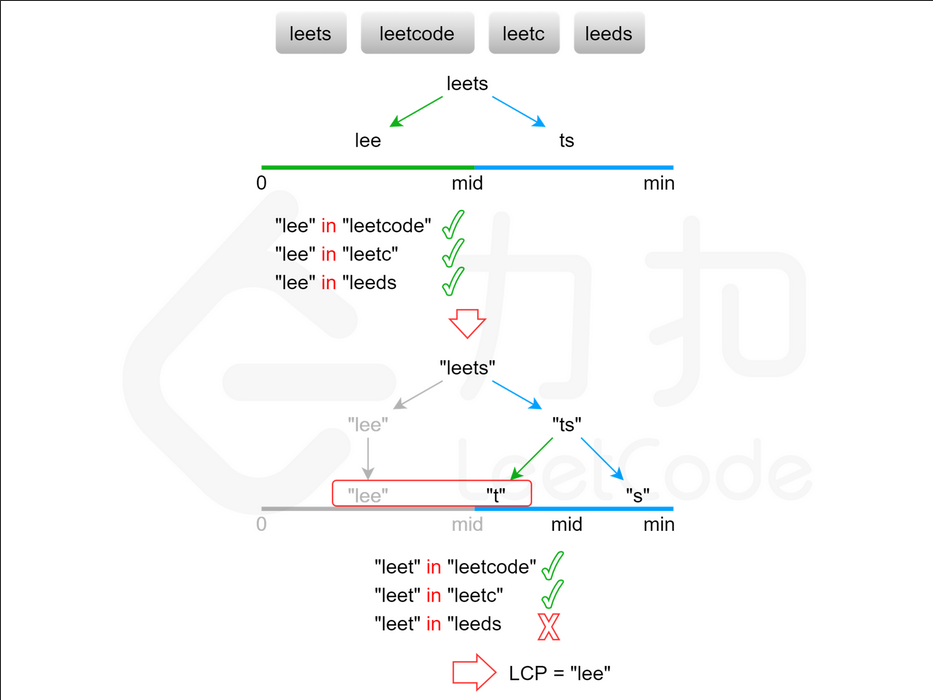 leets leetcode leetc leeds
leets
lee ts
0 mid min
"lee" in "leetcode"
"lee" in "leetc"
"lee" in "leeds
"leets"
"lee" "ts"
"lee" "t" "s"
0 mid mid min
"leet" in "leetcode"
"leet" in "leetc"
"leet" in "leeds
LCP = "lee"
力扣
LeetCode